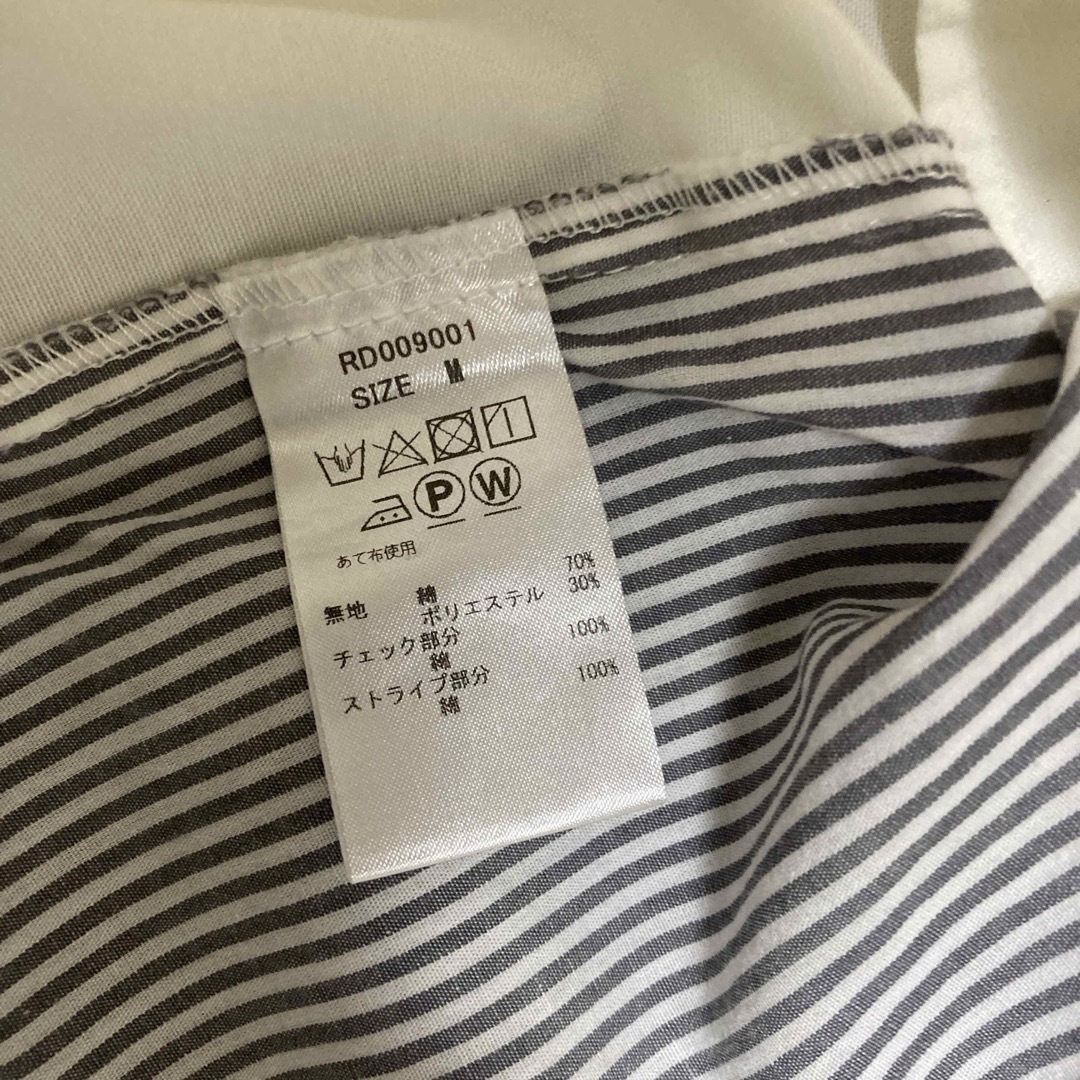 RD009001
SIZE M
P W
あて布使用
無地 綿 70%
ポリエステル 30%
チェック部分
綿 100%
ストライプ部分
綿 100%